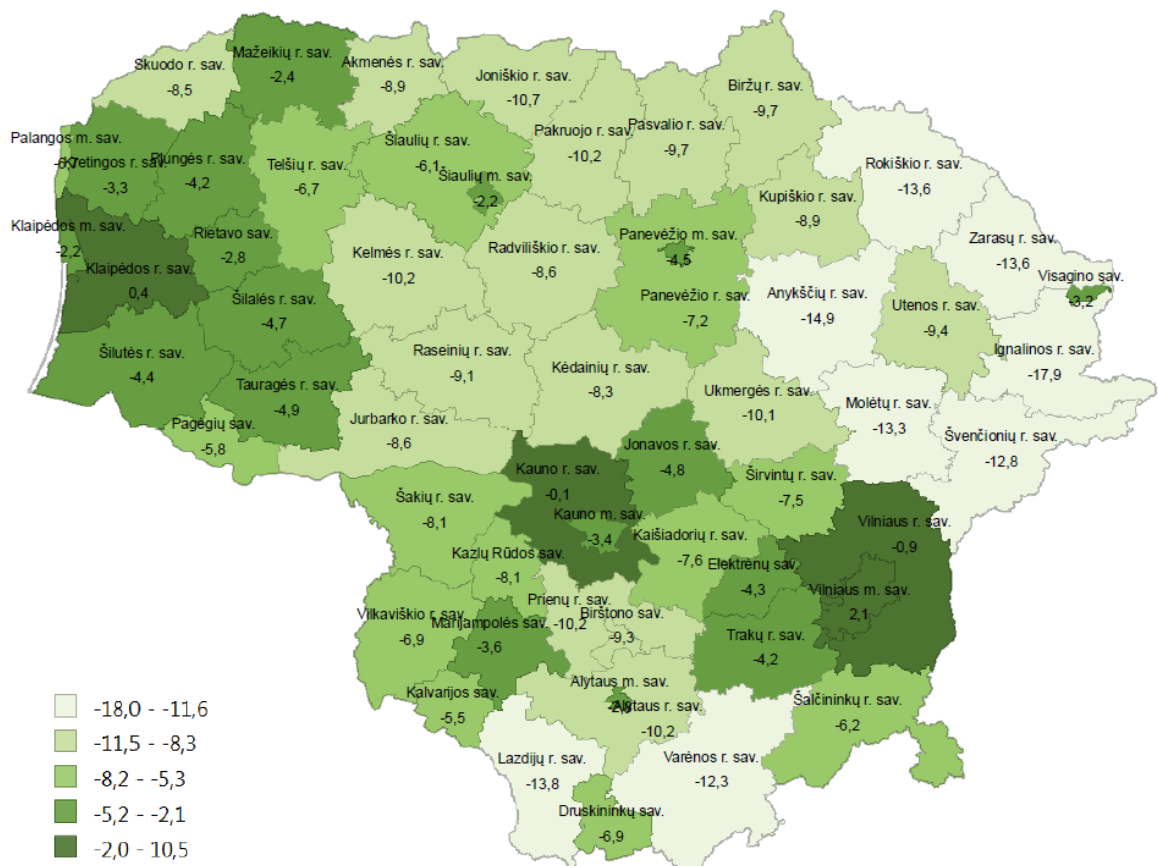 Mažeikių r. sav.
-2,4
Skuodo r. sav.
-8,5
Akmenės r. sav.
-8,9
Joniškio r. sav.
-10,7
Biržų r. sav.
-9,7
Pakruojo r. sav.
-10,2
Pasvalio r. sav.
-9,7
Palangos m. sav.
-6,7
Kretingos r. sav.
-3,3
Plungės r. sav.
-4,2
Telšių r. sav.
-6,7
Šiaulių r. sav.
-6,1
Šiaulių m. sav.
-2,2
Rokiškio r. sav.
-13,6
Kupiškio r. sav.
-8,9
Klaipėdos m. sav.
-2,2
Rietavo sav.
-2,8
Klaipėdos r. sav.
0,4
Kelmės r. sav.
-10,2
Radviliškio r. sav.
-8,6
Panevėžio m. sav.
-4,5
Panevėžio r. sav.
-7,2
Zarasų r. sav.
-13,6
Visagino sav.
-3,2
Anykščių r. sav.
-14,9
Utenos r. sav.
-9,4
Šilalės r. sav.
-4,7
Ignalinos r. sav.
-17,9
Šilutės r. sav.
-4,4
Raseinių r. sav.
-9,1
Kėdainių r. sav.
-8,3
Tauragės r. sav.
-4,9
Ukmergės r. sav.
-10,1
Molėtų r. sav.
-13,3
Švenčionių r. sav.
-12,8
Pagėgių sav.
-5,8
Jurbarko r. sav.
-8,6
Jonavos r. sav.
-4,8
Kauno r. sav.
-0,1
Širvintų r. sav.
-7,5
Šakių r. sav.
-8,1
Kauno m. sav.
-3,4
Vilniaus r. sav.
-0,9
Kaišiadorių r. sav.
-7,6
Kazlų Rūdos sav.
-8,1
Elektrėnų sav.
-4,3
Vilniaus m. sav.
2,1
Prienų r. sav.
-10,2
Birštono sav.
-9,3
Vilkaviškio r. sav.
-6,9
Marijampolės sav.
-3,6
Trakų r. sav.
-4,2
Kalvarijos sav.
-5,5
Alytaus m. sav.
Alytaus r. sav.
-10,2
Šalčininkų r. sav.
-6,2
Lazdijų r. sav.
-13,8
Varėnos r. sav.
-12,3
Druskininkų sav.
-6,9
-18,0 - -11,6
-11,5 - -8,3
-8,2 - -5,3
-5,2 - -2,1
-2,0 - 10,5